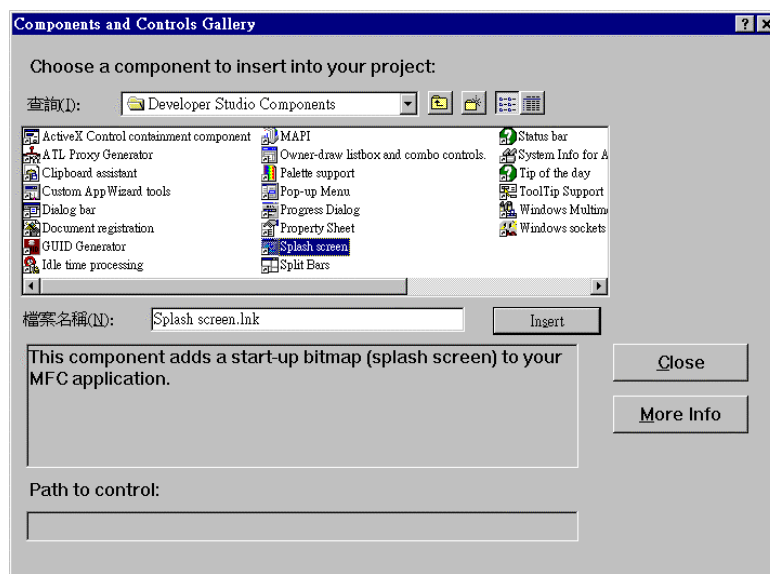 Components and Controls Gallery
Choose a component to insert into your project:
查詢(I): Developer Studio Components
ActiveX Control containment component MAPI Status bar
ATL Proxy Generator Owner-draw listbox and combo controls. System Info for A
Clipboard assistant Palette support Tip of the day
Custom AppWizard tools Pop-up Menu ToolTip Support
Dialog bar Progress Dialog Windows Multim
Document registration Property Sheet Windows sockets
GUID Generator Splash screen
Idle time processing Split Bars
檔案名稱(N): Splash screen.lnk Insert
This component adds a start-up bitmap (splash screen) to your
MFC application.
Close
More Info
Path to control: